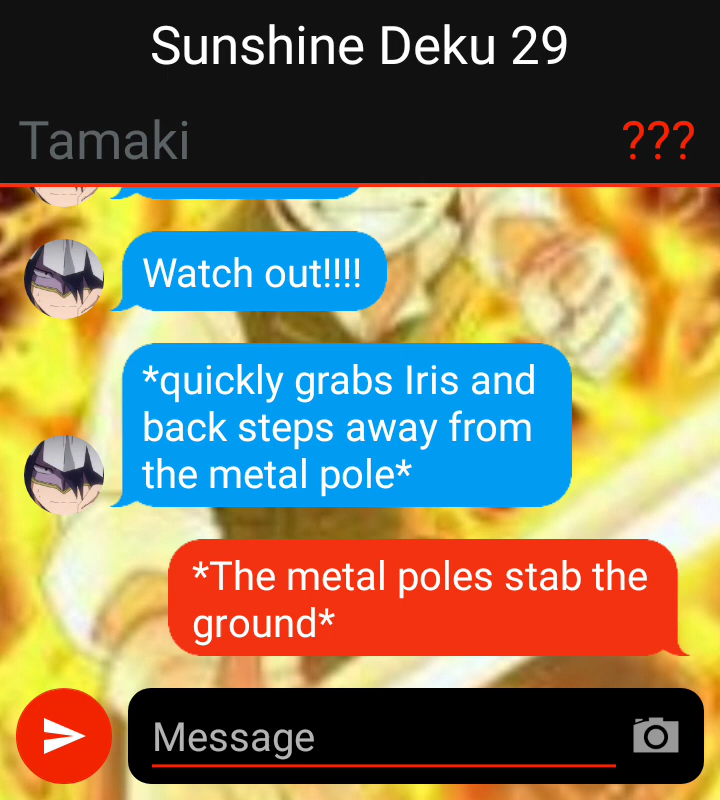 Sunshine Deku 29
Tamaki
???
Watch out!!!!
*quickly grabs Iris and
back steps away from
the metal pole*
*The metal poles stab the
ground*
Message